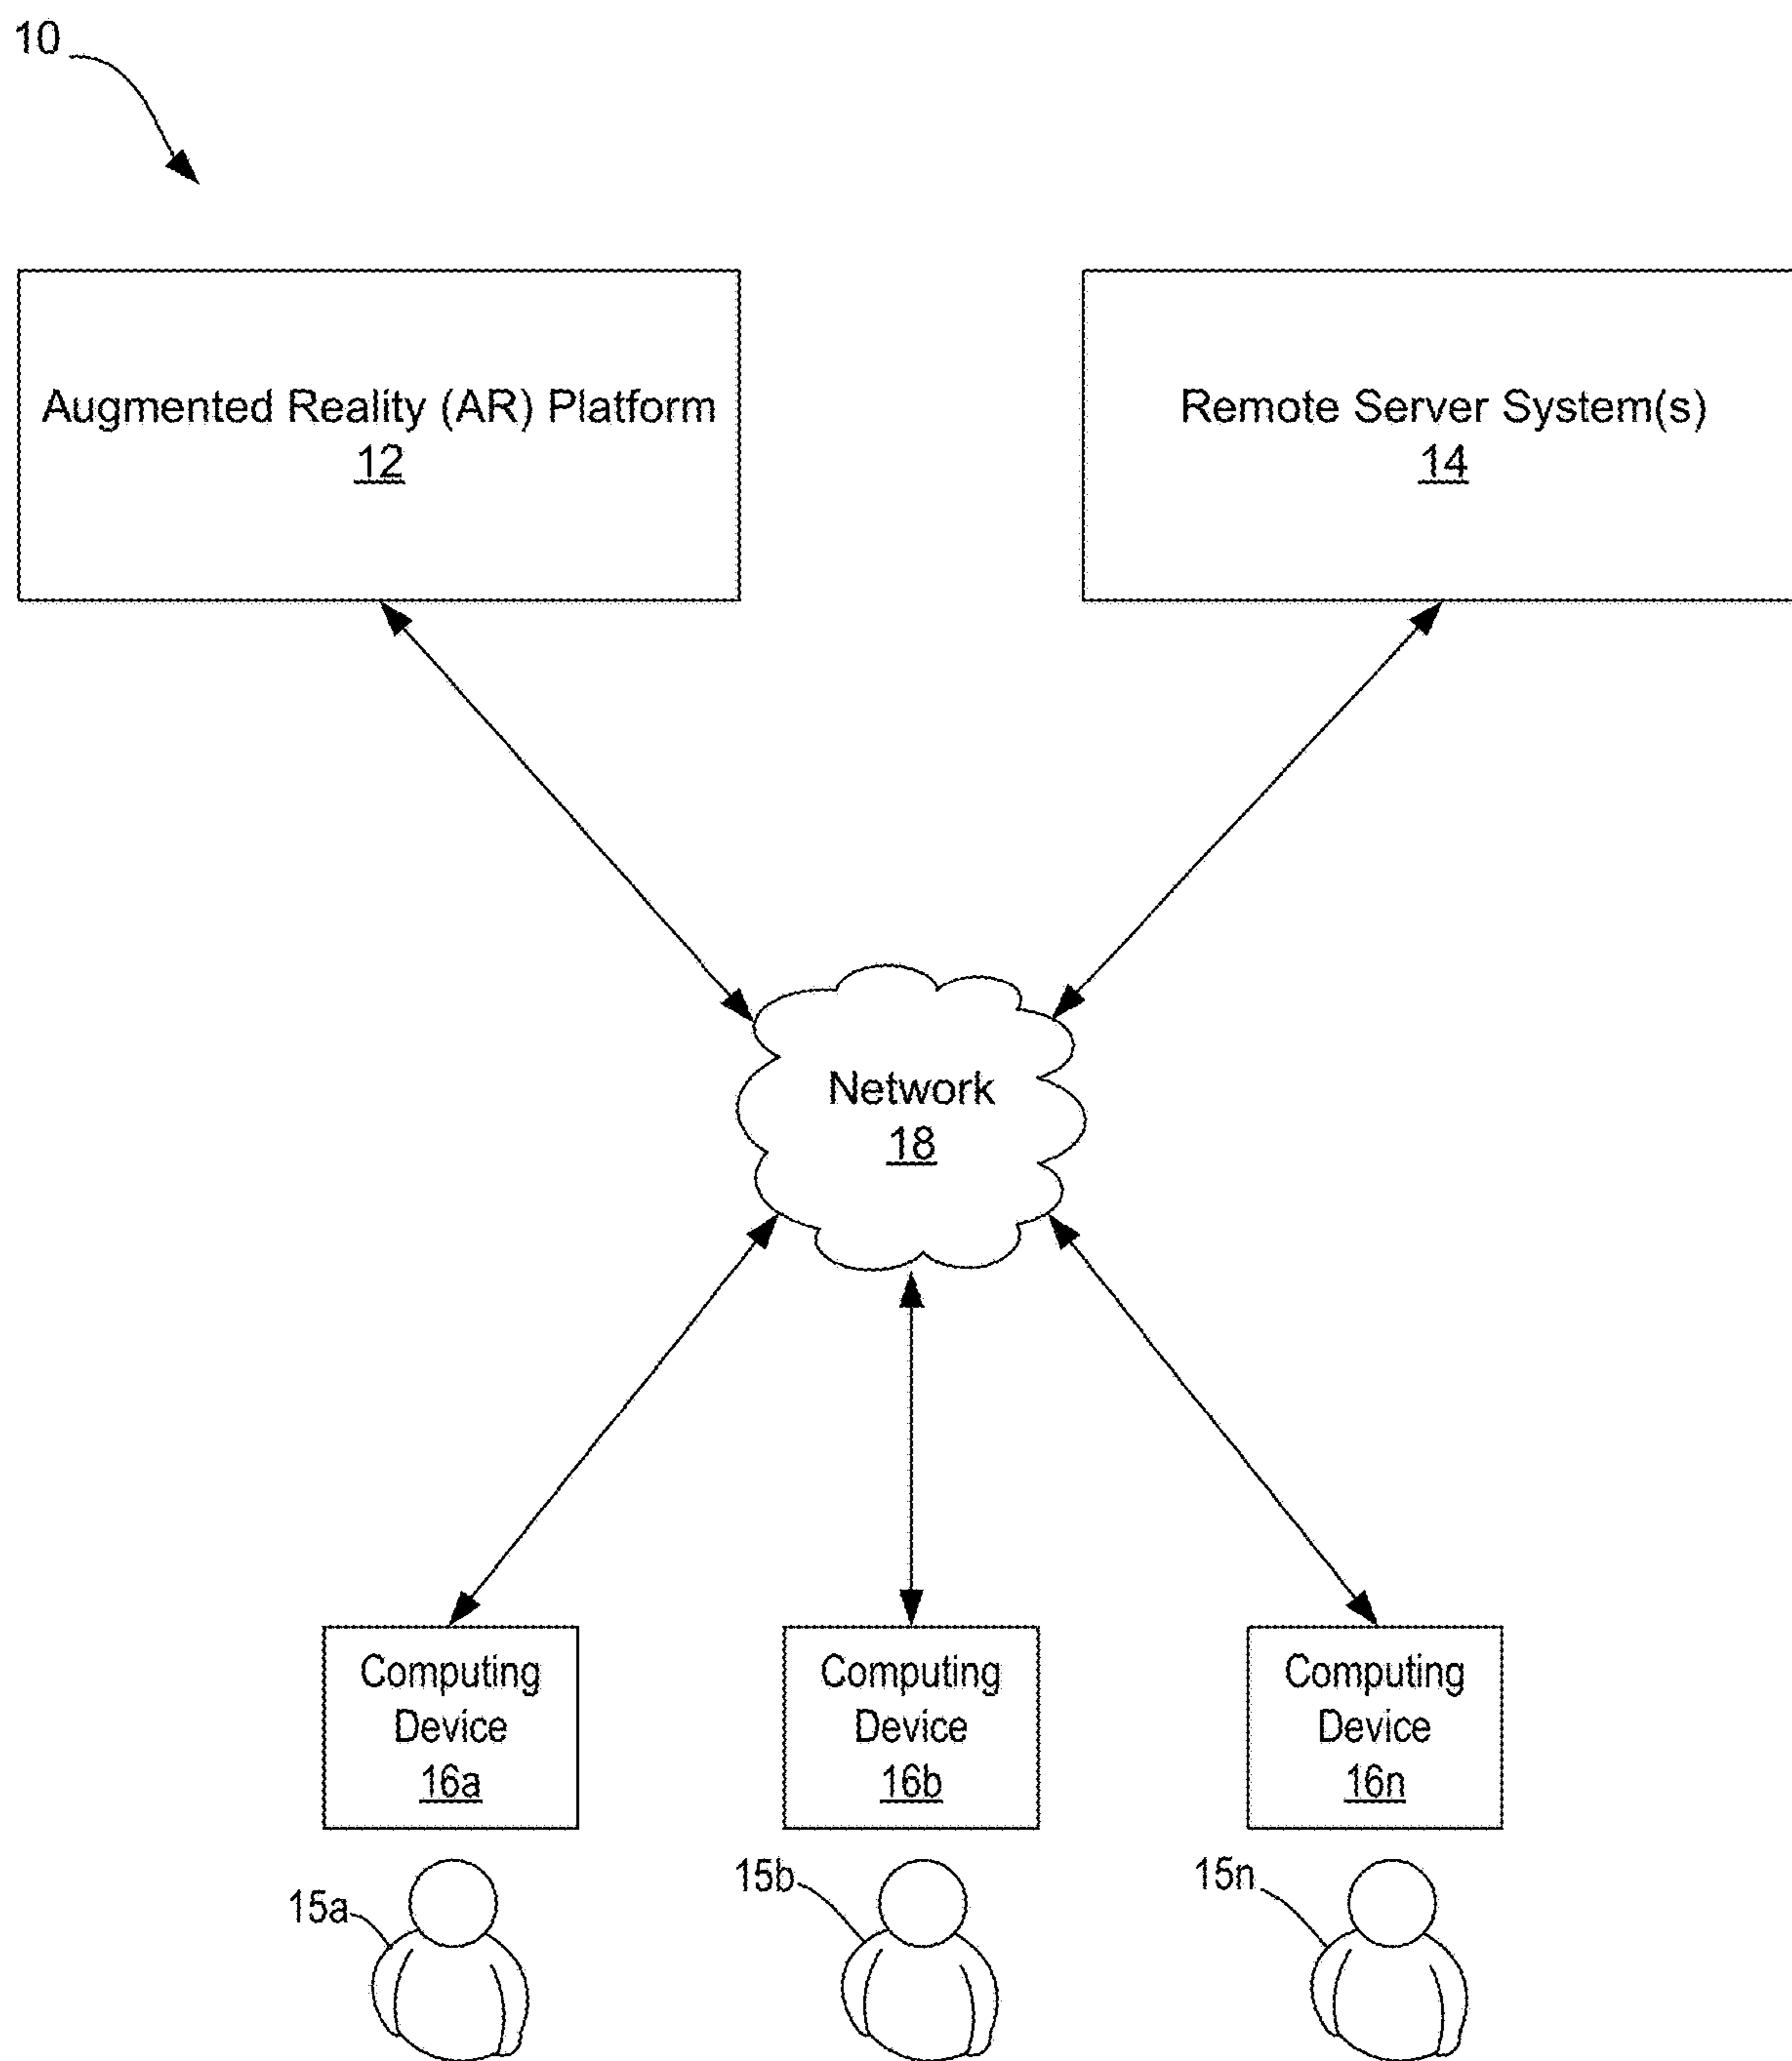 10
Augmented Reality (AR) Platform
12
Remote Server System(s)
14
Network
18
Computing
Device
16a
Computing
Device
16b
Computing
Device
16n
15a
15b
15n